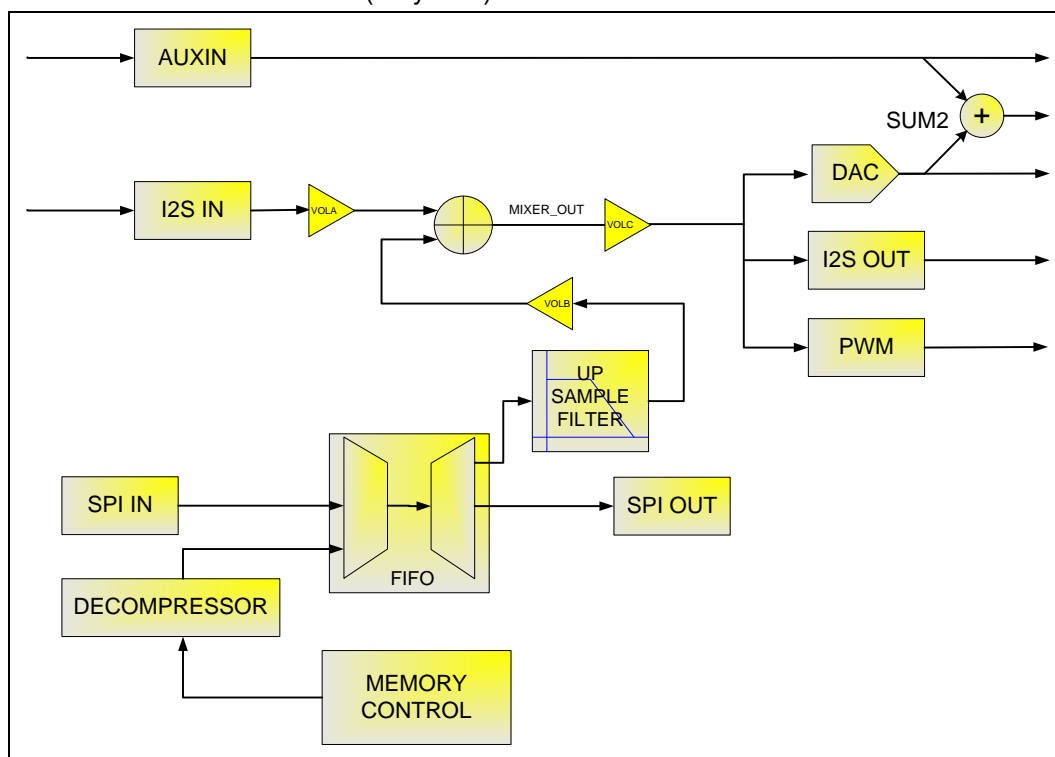 AUXIN
SUM2
+
DAC
I2S IN
VOLA
MIXER_OUT
VOLC
I2S OUT
VOLB
PWM
UP
SAMPLE
FILTER
SPI IN
SPI OUT
FIFO
DECOMPRESSOR
MEMORY
CONTROL